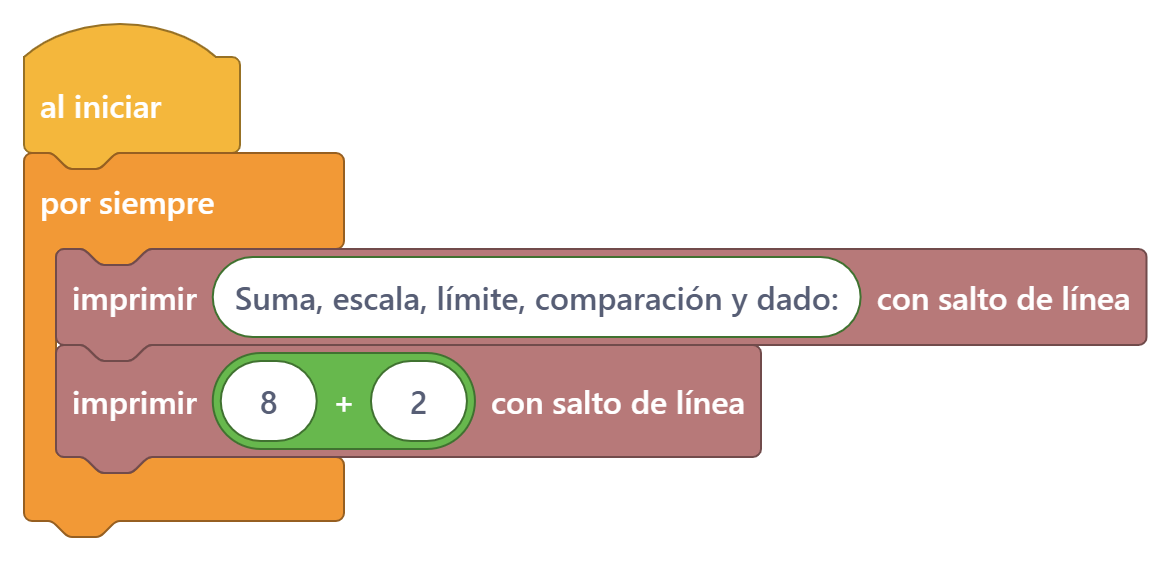 al iniciar
por siempre
imprimir Suma, escala, límite, comparación y dado: con salto de línea
imprimir 8 + 2 con salto de línea